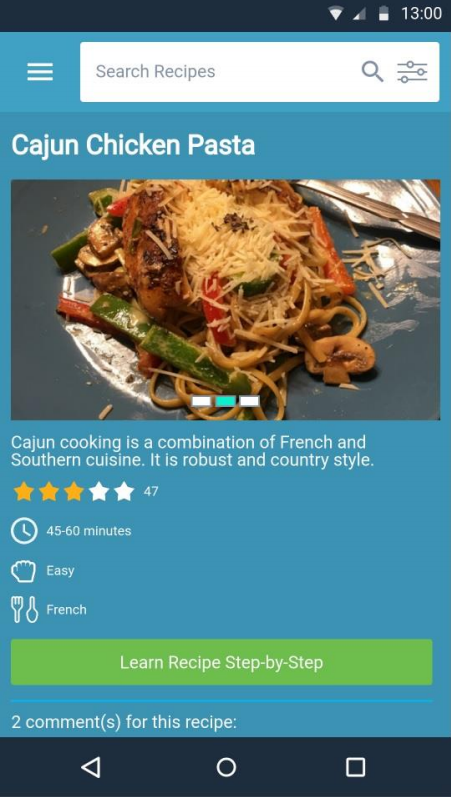 13:00
Search Recipes
Cajun Chicken Pasta
Cajun cooking is a combination of French and
Southern cuisine. It is robust and country style.
47
45-60 minutes
Easy
French
Learn Recipe Step-by-Step
2 comment(s) for this recipe: